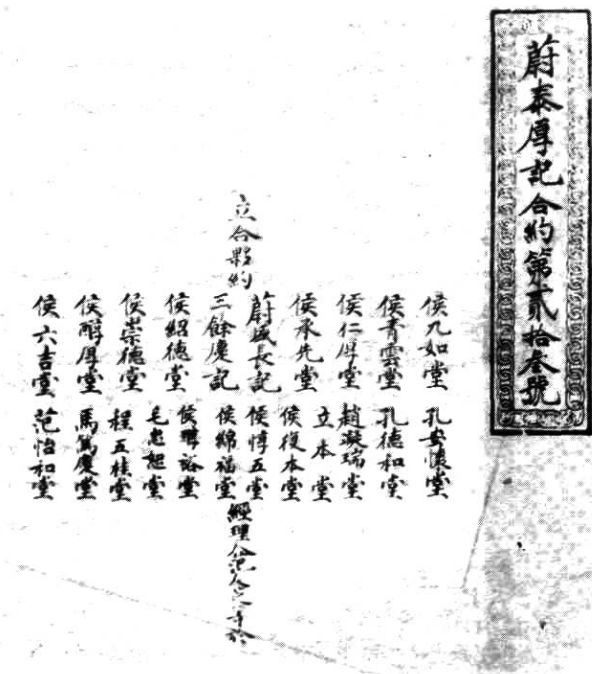 蔚泰厚記合約第貳拾叁號
立合夥約
侯九如堂
侯青雲堂
侯仁厚堂
侯承先堂
蔚盛長記
三餘慶記
侯紹德堂
侯崇德堂
侯醇厚堂
侯六吉堂
孔安懷堂
孔德和堂
趙凝瑞堂
立本堂
侯復本堂
侯惇五堂
侯錦福堂
侯裕堂
毛恕堂
程五桂堂
馬篤慶堂
范怡和堂
經理人范